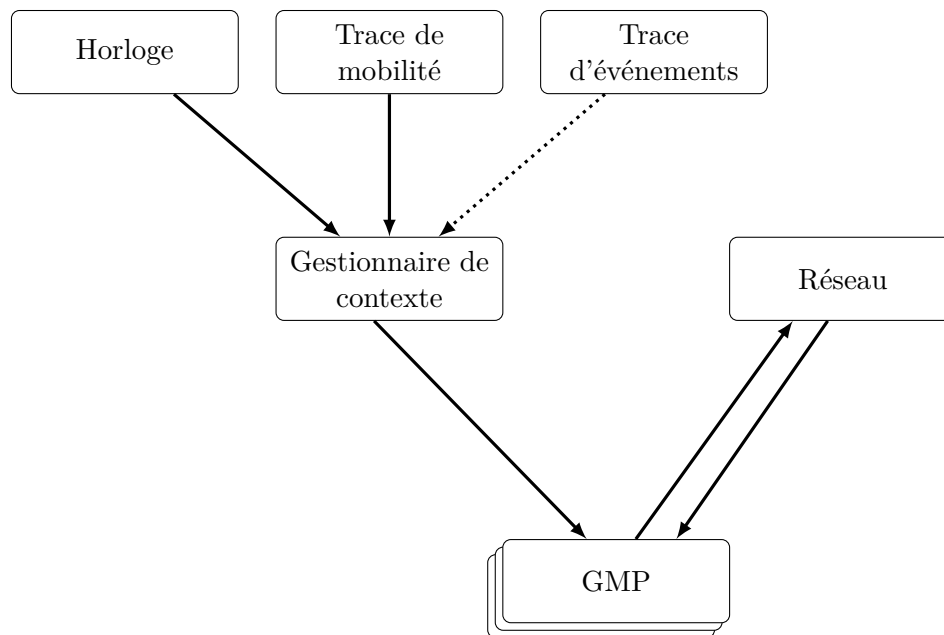 Horloge
Trace de
mobilité
Trace
d'événements
Gestionnaire de
contexte
Réseau
GMP